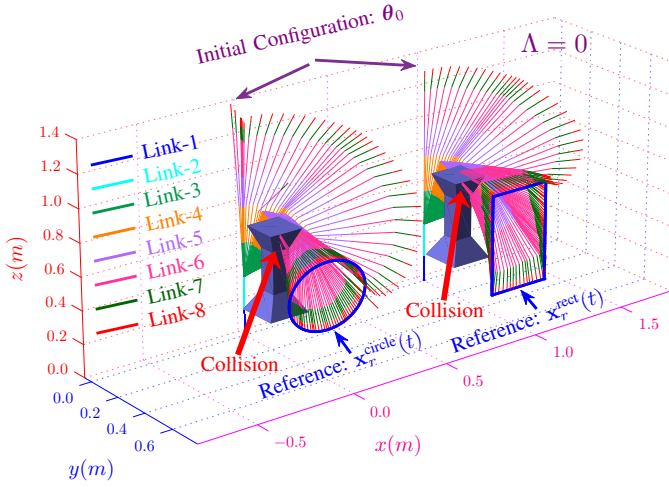 Initial Configuration: θ₀
Λ = 0
Link-1
Link-2
Link-3
Link-4
Link-5
Link-6
Link-7
Link-8
z(m)
1.4
1.2
1.0
0.8
0.6
0.4
0.2
0.0
Collision
Collision
Reference: x_r^circle(t)
Reference: x_r^rect(t)
0.0
0.2
0.4
0.6
y(m)
−0.5
0.0
0.5
1.0
1.5
x(m)